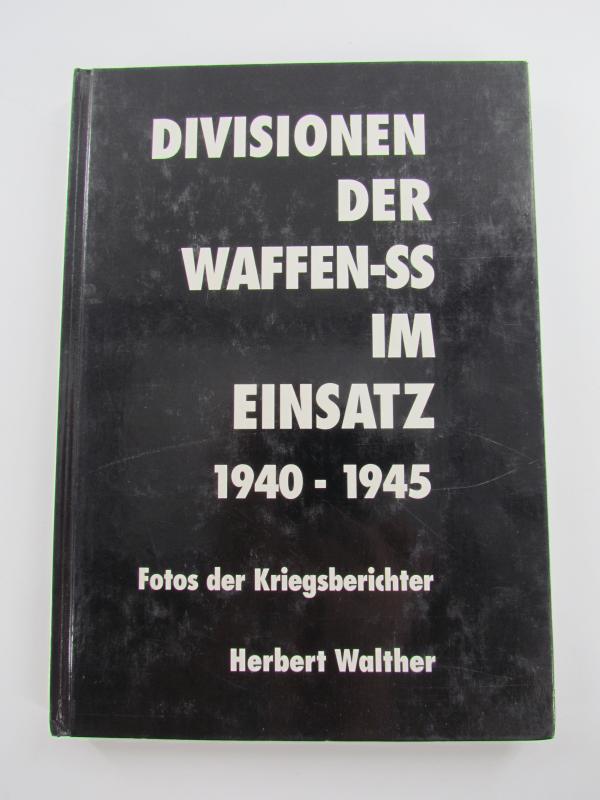 DIVISIONEN
DER
WAFFEN-SS
IM
EINSATZ
1940 - 1945
Fotos der Kriegsberichter
Herbert Walther